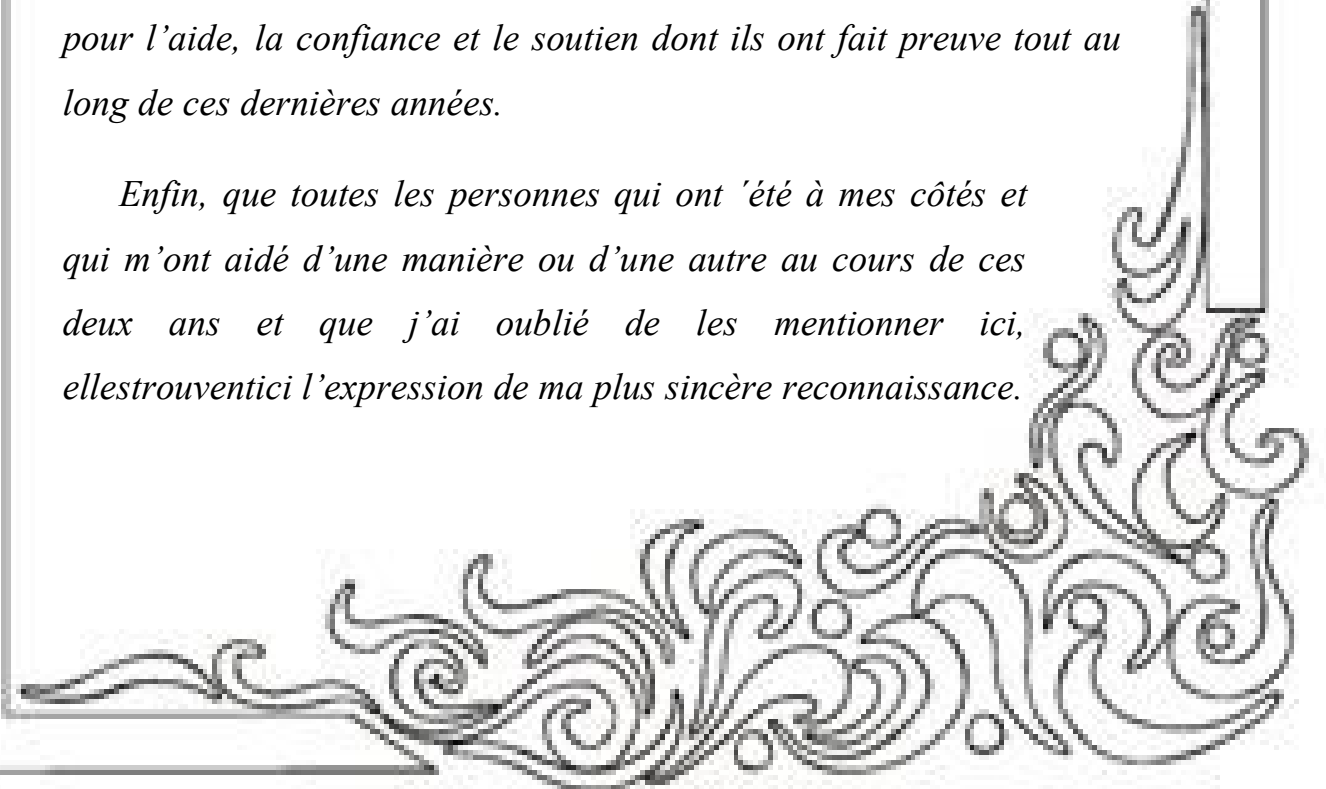 pour l’aide, la confiance et le soutien dont ils ont fait preuve tout au
long de ces dernières années.
Enfin, que toutes les personnes qui ont ´été à mes côtés et
qui m’ont aidé d’une manière ou d’une autre au cours de ces
deux ans et que j’ai oublié de les mentionner ici,
ellestrouventici l’expression de ma plus sincère reconnaissance.